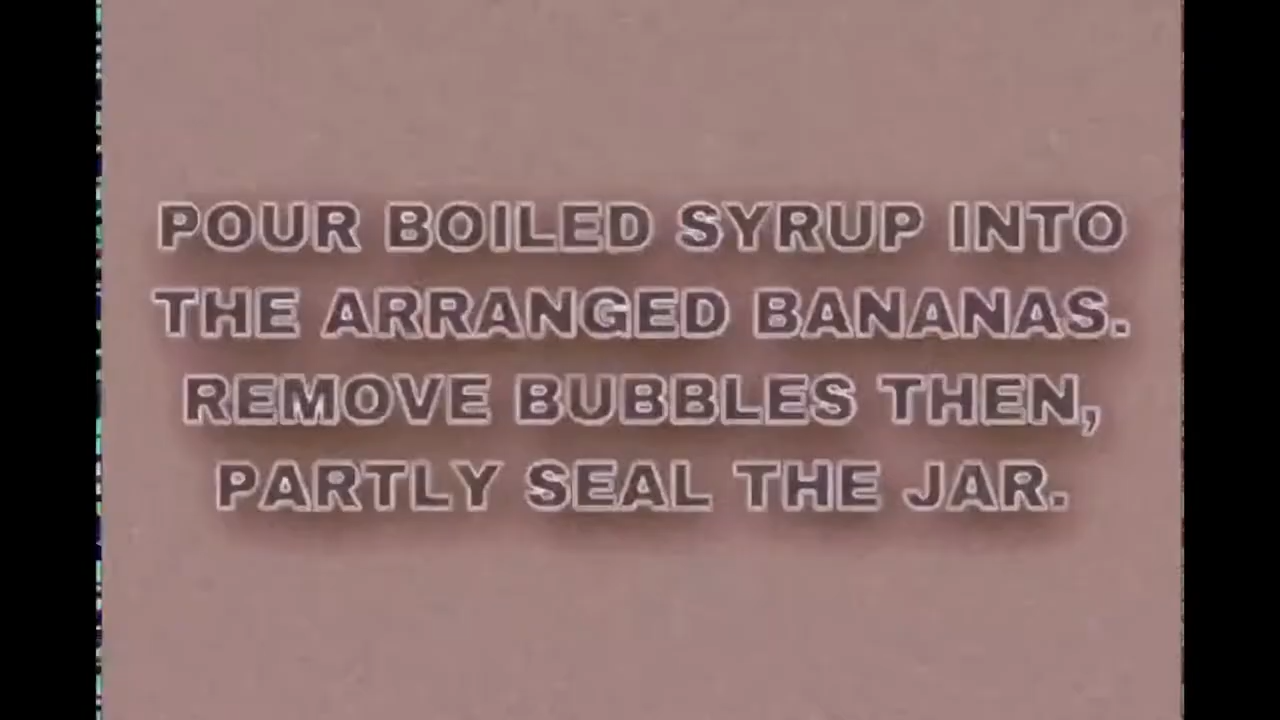 POUR BOILED SYRUP INTO
THE ARRANGED BANANAS.
REMOVE BUBBLES THEN,
PARTLY SEAL THE JAR.